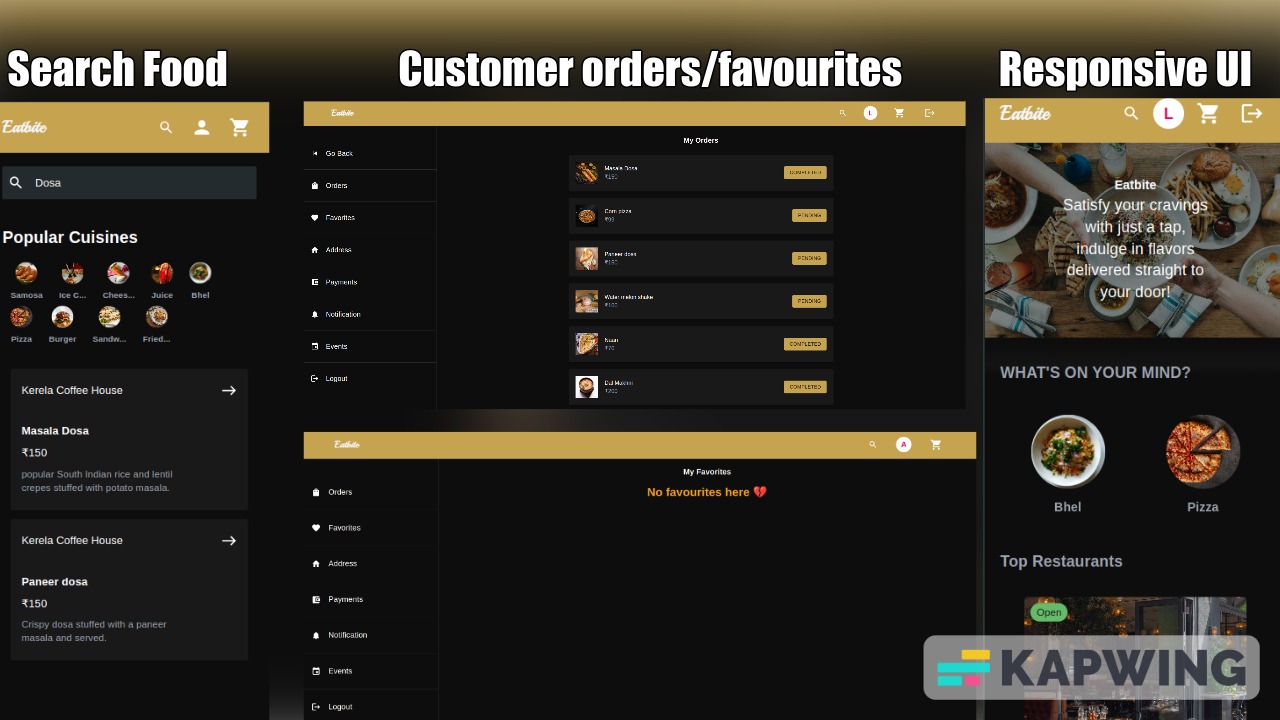 Search Food
Customer orders/favourites
Responsive UI
Eatbite
Dosa
Popular Cuisines
Samosa
Ice C...
Chees...
Juice
Bhel
Pizza
Burger
Sandw...
Fried...
Kerela Coffee House
Masala Dosa
₹150
popular South Indian rice and lentil
crepes stuffed with potato masala.
Kerela Coffee House
Paneer dosa
₹150
Crispy dosa stuffed with a paneer
masala and served.
Eatbite
L
Go Back
Orders
Favorites
Address
Payments
Notification
Events
Logout
My Orders
Masala Dosa
₹150
COMPLETED
Corn pizza
₹99
PENDING
Paneer dosa
₹150
PENDING
Water melon shake
₹100
PENDING
Naan
₹70
COMPLETED
Dal Makhni
₹200
COMPLETED
Eatbite
A
Orders
Favorites
Address
Payments
Notification
Events
Logout
My Favorites
No favourites here 💔
Eatbite
L
Eatbite
Satisfy your cravings
with just a tap,
indulge in flavors
delivered straight to
your door!
WHAT'S ON YOUR MIND?
Bhel
Pizza
Top Restaurants
Open
KAPWING